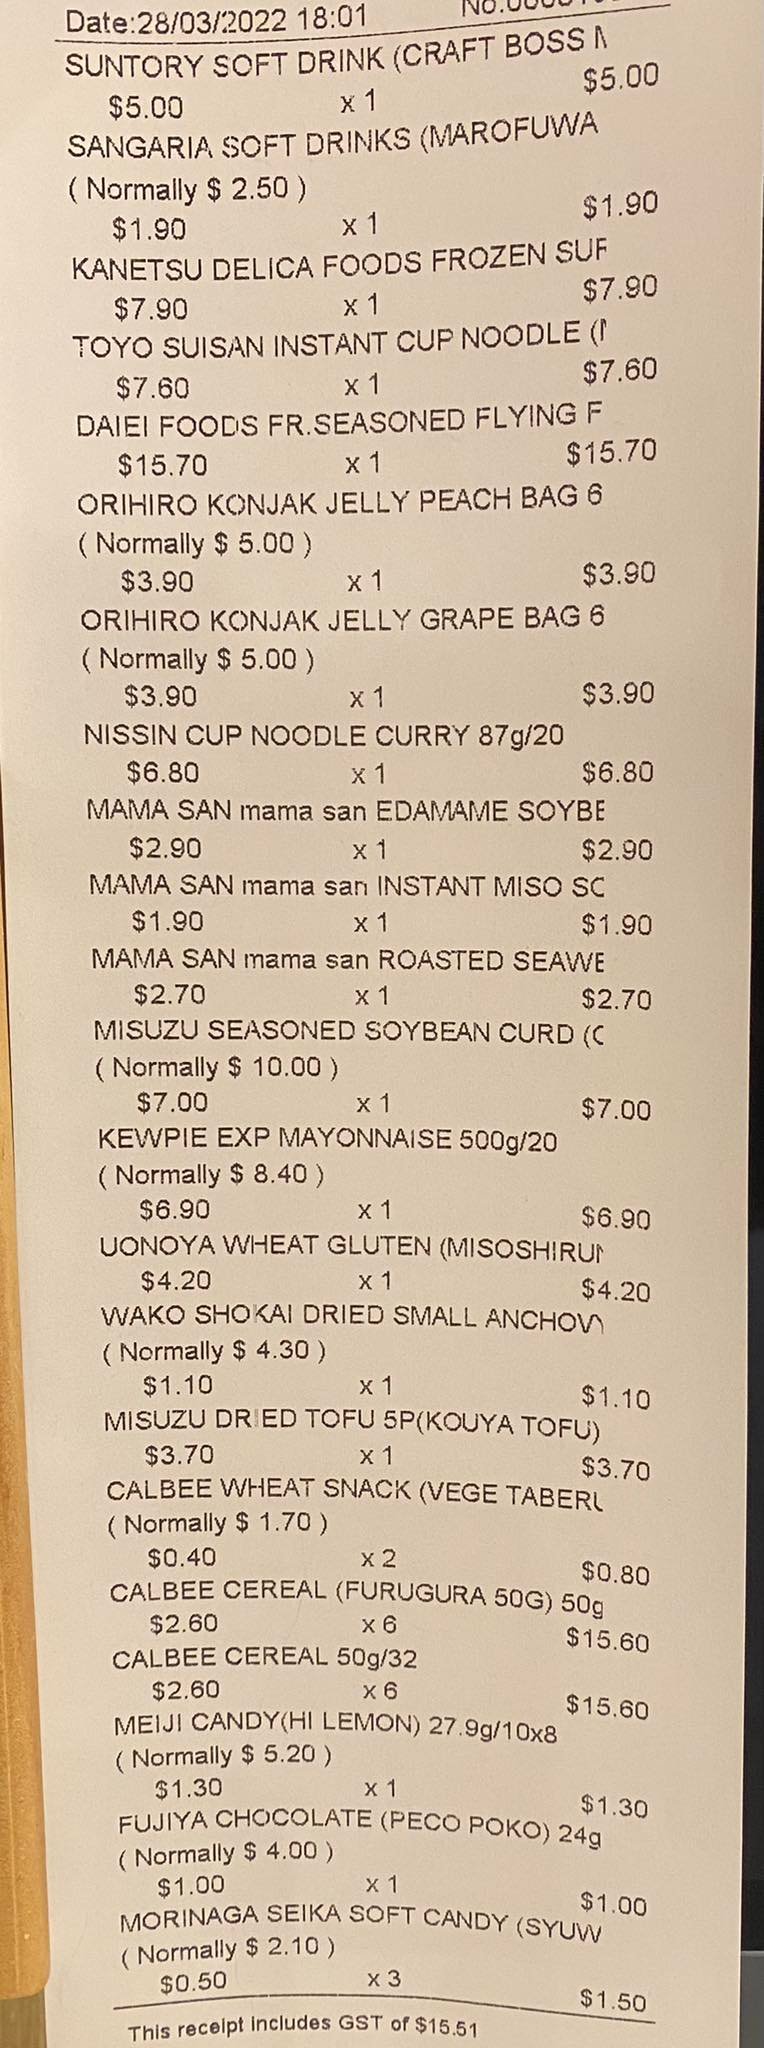 Date:28/03/2022 18:01
SUNTORY SOFT DRINK (CRAFT BOSS
$5.00 x 1 $5.00
SANGARIA SOFT DRINKS (MAROFUWA
( Normally $ 2.50 )
$1.90 x 1 $1.90
KANETSU DELICA FOODS FROZEN SUR
$7.90 x 1 $7.90
TOYO SUISAN INSTANT CUP NOODLE (
$7.60 x 1 $7.60
DAIEI FOODS FR.SEASONED FLYING F
$15.70 x 1 $15.70
ORIHIRO KONJAK JELLY PEACH BAG 6
( Normally $ 5.00 )
$3.90 x 1 $3.90
ORIHIRO KONJAK JELLY GRAPE BAG 6
( Normally $ 5.00 )
$3.90 x 1 $3.90
NISSIN CUP NOODLE CURRY 87g/20
$6.80 x 1 $6.80
MAMA SAN mama san EDAMAME SOYBE
$2.90 x 1 $2.90
MAMA SAN mama san INSTANT MISO SO
$1.90 x 1 $1.90
MAMA SAN mama san ROASTED SEAWE
$2.70 x 1 $2.70
MISUZU SEASONED SOYBEAN CURD (
( Normally $ 10.00 )
$7.00 x 1 $7.00
KEWPIE EXP MAYONNAISE 500g/20
( Normally $ 8.40 )
$6.90 x 1 $6.90
UONOYA WHEAT GLUTEN (MISOSHIRU
$4.20 x 1 $4.20
WAKO SHOKAI DRIED SMALL ANCHOVY
( Normally $ 4.30 )
$1.10 x 1 $1.10
MISUZU DRIED TOFU 5P(KOUYA TOFU)
$3.70 x 1 $3.70
CALBEE WHEAT SNACK (VEGE TABERU
( Normally $ 1.70 )
$0.40 x 2 $0.80
CALBEE CEREAL (FURUGURA 50G) 50g
$2.60 x 6 $15.60
CALBEE CEREAL 50g/32
$2.60 x 6 $15.60
MEIJI CANDY(HI LEMON) 27.9g/10x8
( Normally $ 5.20 )
$1.30 x 1 $1.30
FUJIYA CHOCOLATE (PECO POKO) 24g
( Normally $ 4.00 )
$1.00 x 1 $1.00
MORINAGA SEIKA SOFT CANDY (SYUW
( Normally $ 2.10 )
$0.50 x 3 $1.50
This receipt includes GST of $15.51